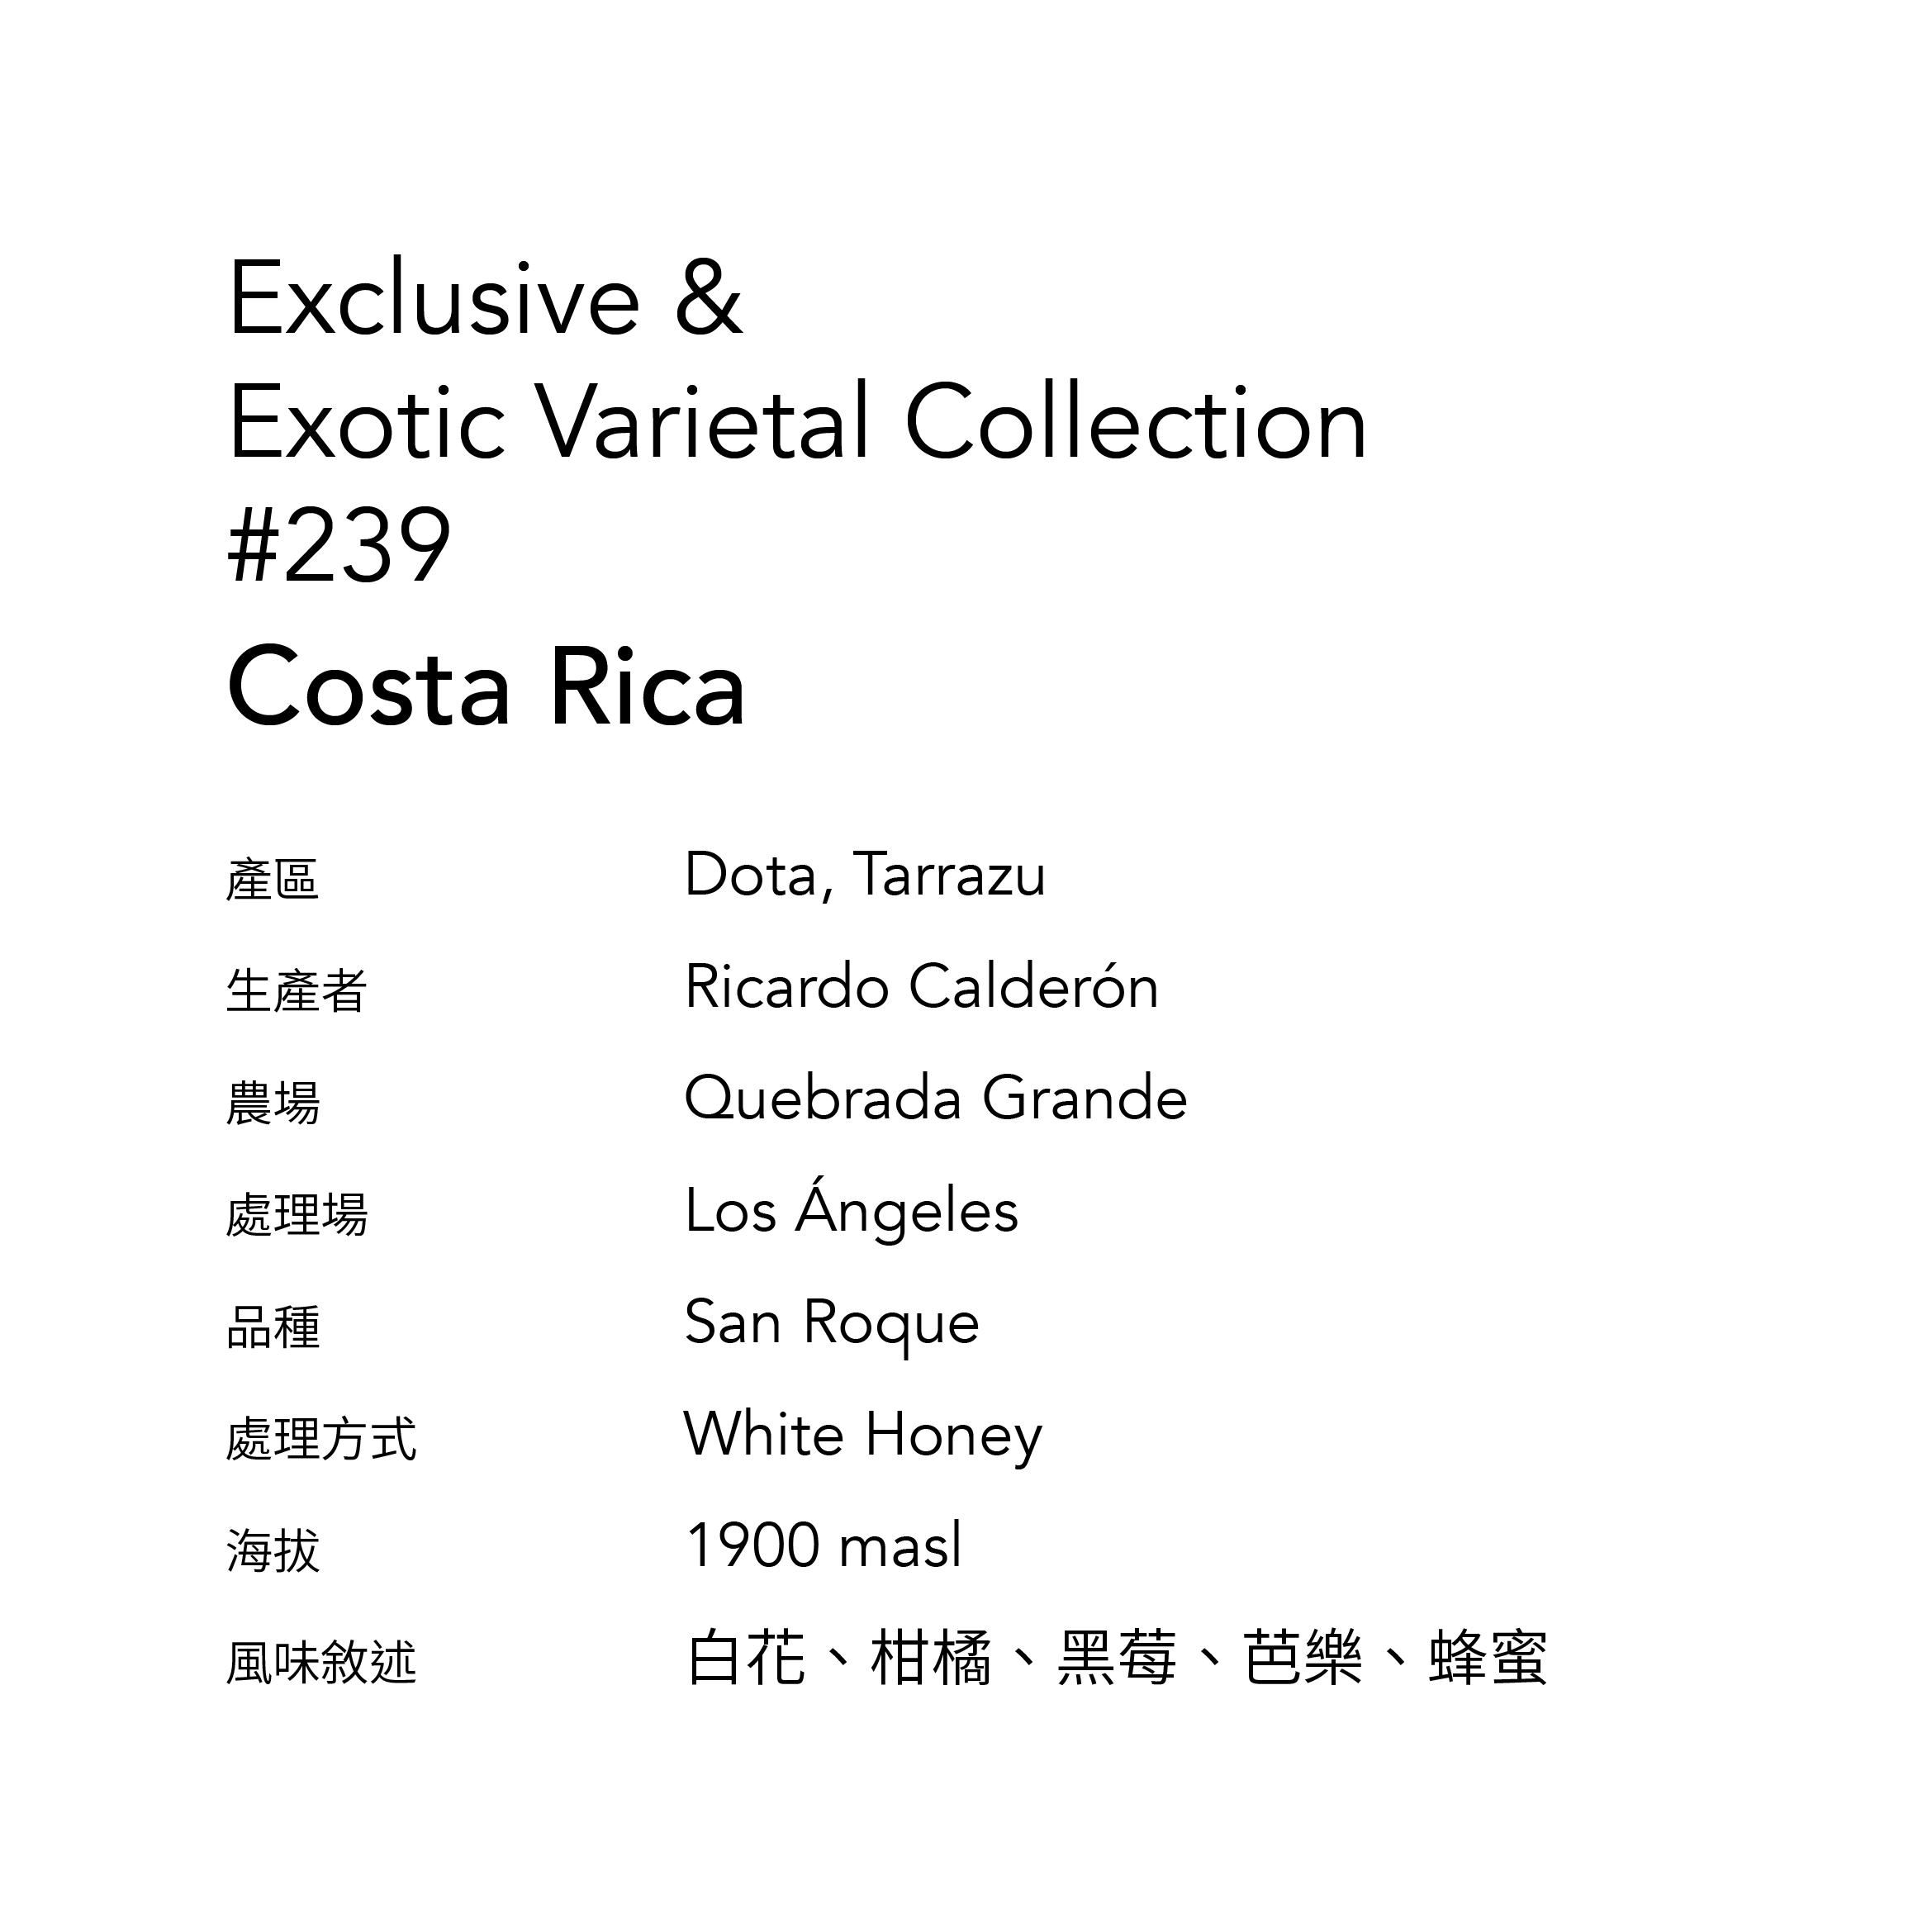 Exclusive &
Exotic Varietal Collection
#239
Costa Rica
產區 Dota, Tarrazu
生產者 Ricardo Calderón
農場 Quebrada Grande
處理場 Los Ángeles
品種 San Roque
處理方式 White Honey
海拔 1900 masl
風味敘述 白花、柑橘、黑莓、芭樂、蜂蜜